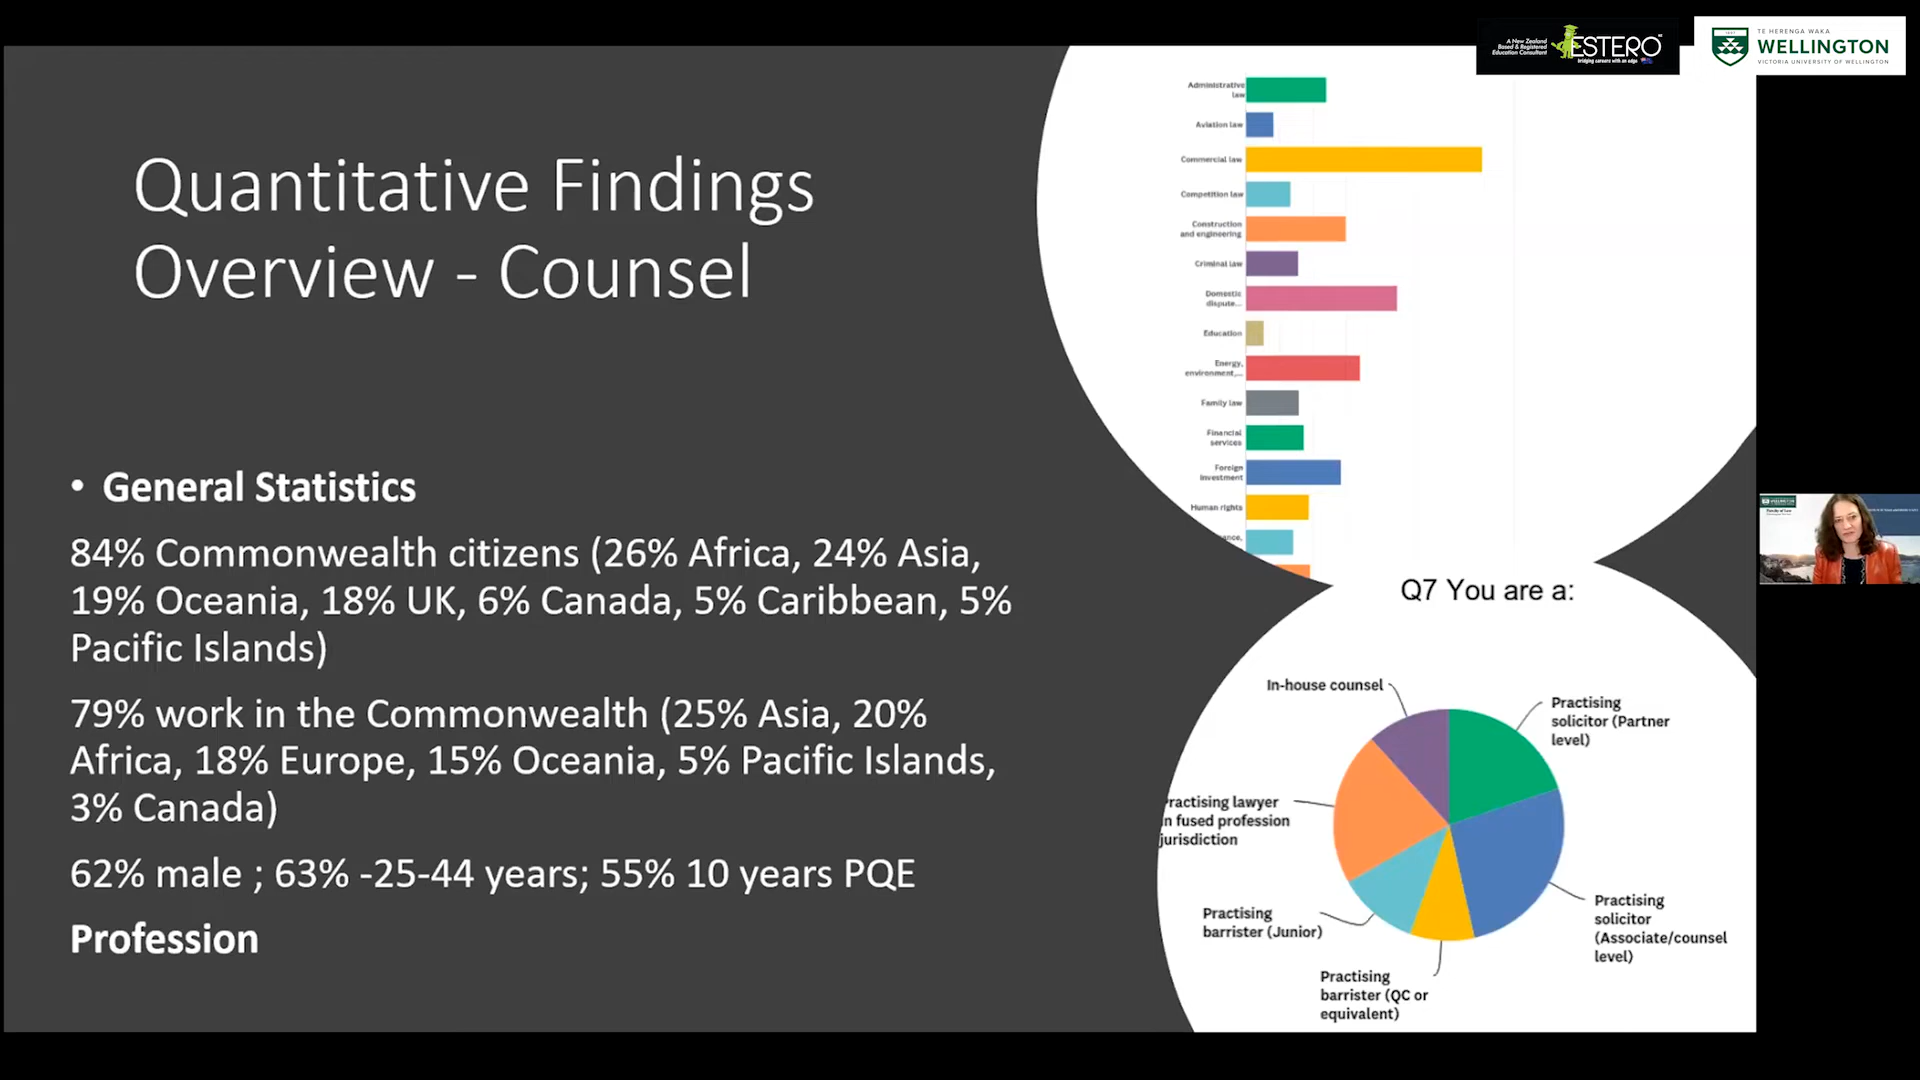 A New Zealand
Based & Registered
Education Consultant
ESTERO
bridging careers with an edge
TE HERENGA WAKA
WELLINGTON
VICTORIA UNIVERSITY OF WELLINGTON
Quantitative Findings
Overview - Counsel
• General Statistics
84% Commonwealth citizens (26% Africa, 24% Asia,
19% Oceania, 18% UK, 6% Canada, 5% Caribbean, 5%
Pacific Islands)
79% work in the Commonwealth (25% Asia, 20%
Africa, 18% Europe, 15% Oceania, 5% Pacific Islands,
3% Canada)
62% male ; 63% -25-44 years; 55% 10 years PQE
Profession
Administrative
law
Aviation law
Commercial law
Competition law
Construction
and engineering
Criminal law
Domestic
dispute...
Education
Energy,
environment,...
Family law
Financial
services
Foreign
investment
Human rights
Q7 You are a:
In-house counsel
Practising
solicitor (Partner
level)
ractising lawyer
n fused profession
jurisdiction
Practising
barrister (Junior)
Practising
solicitor
(Associate/counsel
level)
Practising
barrister (QC or
equivalent)